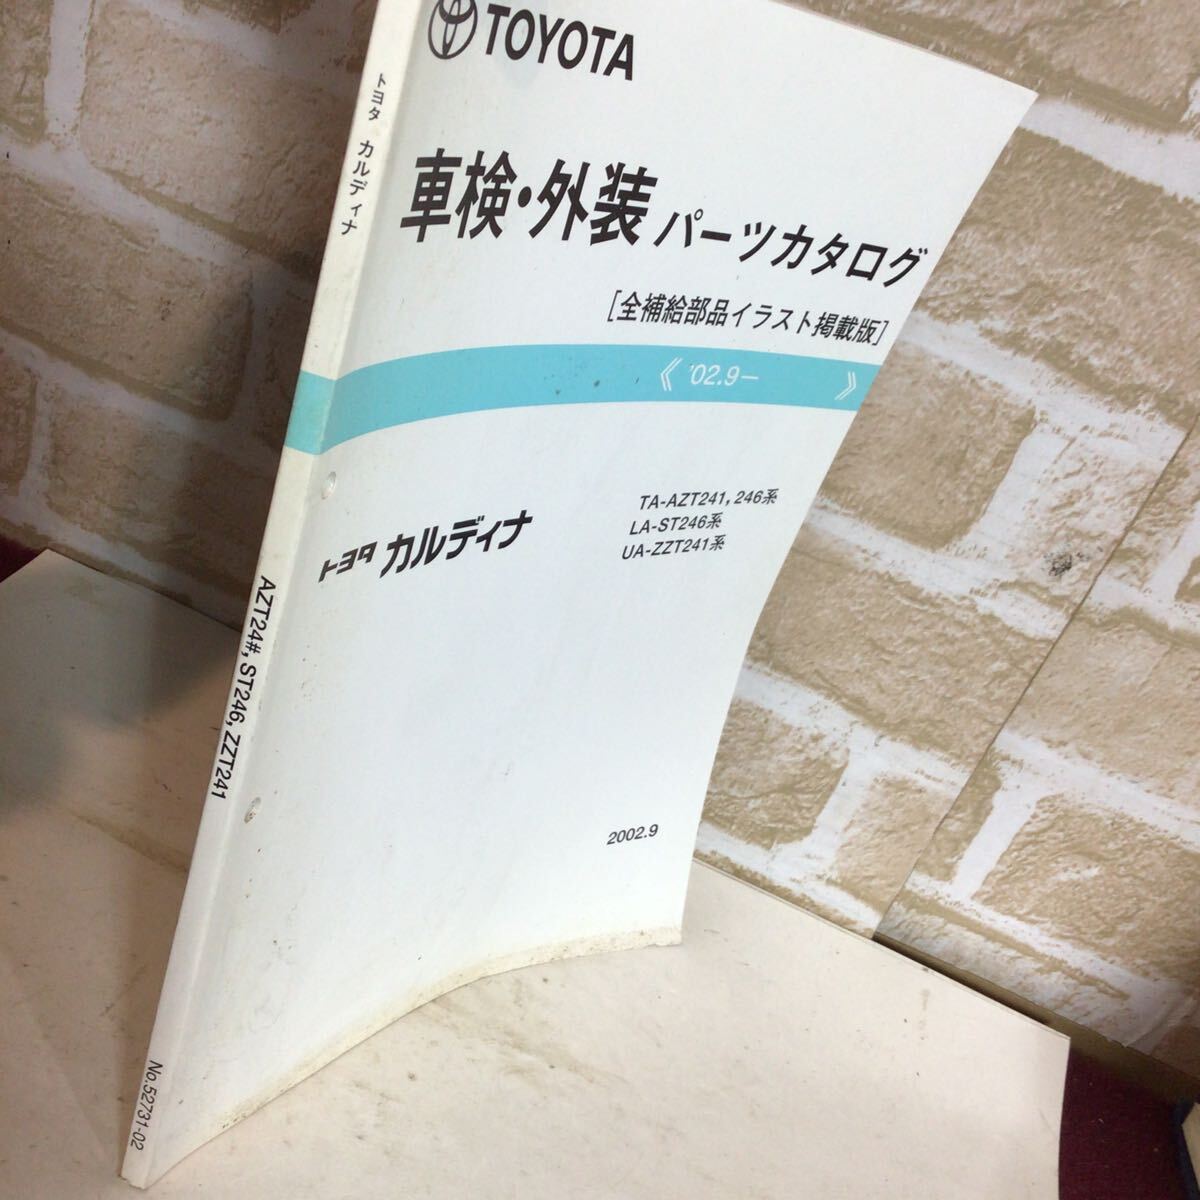 TOYOTA
車検・外装 パーツカタログ
[全補給部品イラスト掲載版]
《 '02.9− 》
TA-AZT241, 246系
LA-ST246系
UA-ZZT241系
トヨタ カルディナ
2002.9
トヨタ カルディナ
AZT24#, ST246, ZZT241
No.52731-02